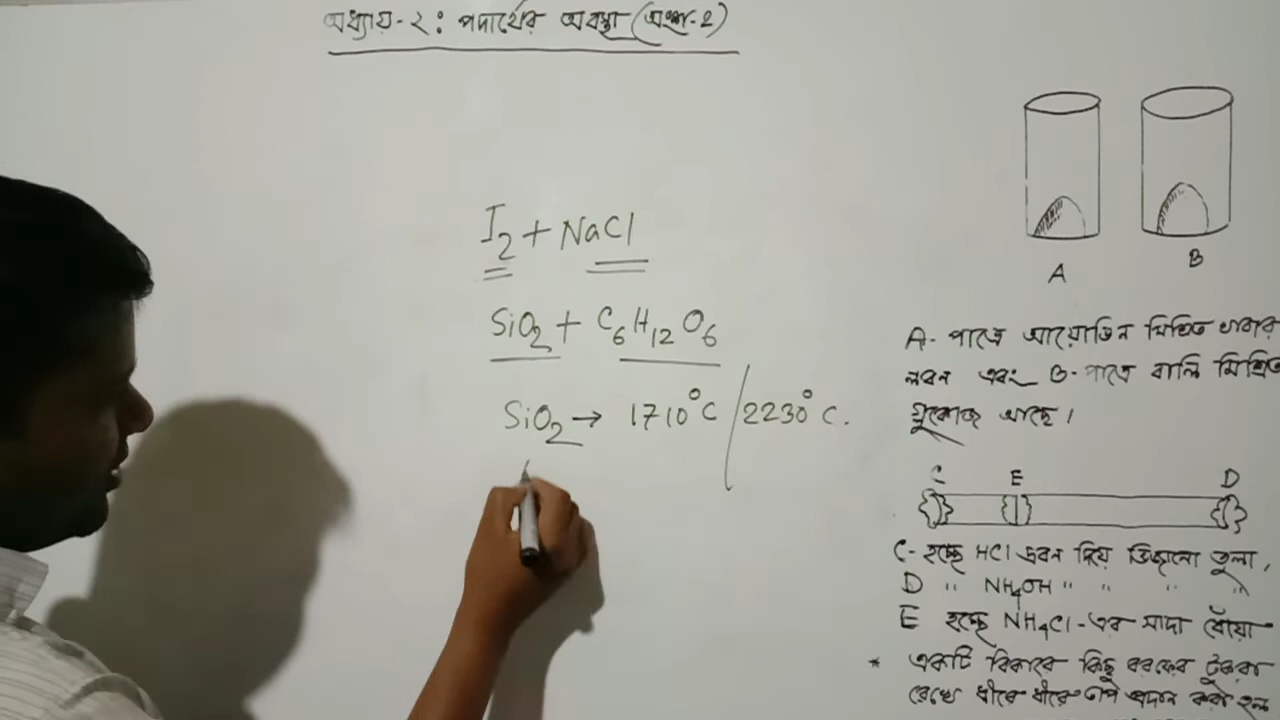 অধ্যায়-২: পদার্থের অবস্থা (অংশ-2)
I₂ + NaCl
SiO₂ + C₆H₁₂O₆
SiO₂ → 1710°C / 2230°C.
A
B
A- পাত্রে আয়োডিন মিশ্রিত খাবার
লবন এবং B-পাত্রে বালি মিশ্রিত
গ্লুকোজ আছে।
C E D
C- হচ্ছে HCl দ্রবন দিয়ে ভিজানো তুলা,
D " NH₄OH " " " "
E হচ্ছে NH₄Cl-এর সাদা ধোঁয়া
* একটি বিকারে কিছু বরফের টুকরা
রেখে ধীরে ধীরে তাপ প্রদান করা হল